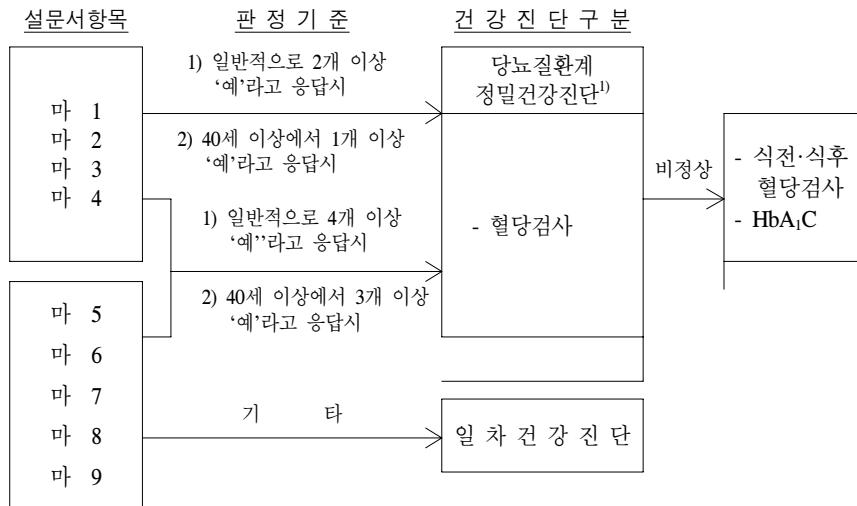 설문서항목
판 정 기 준
건 강 진 단 구 분
마 1
마 2
마 3
마 4
1) 일반적으로 2개 이상
‘예’라고 응답시
2) 40세 이상에서 1개 이상
‘예’라고 응답시
1) 일반적으로 4개 이상
‘예’'라고 응답시
2) 40세 이상에서 3개 이상
‘예’라고 응답시
당뇨질환계
정밀건강진단1)
- 혈당검사
비정상
- 식전·식후
혈당검사
- HbA₁C
마 5
마 6
마 7
마 8
마 9
기 타
일 차 건 강 진 단